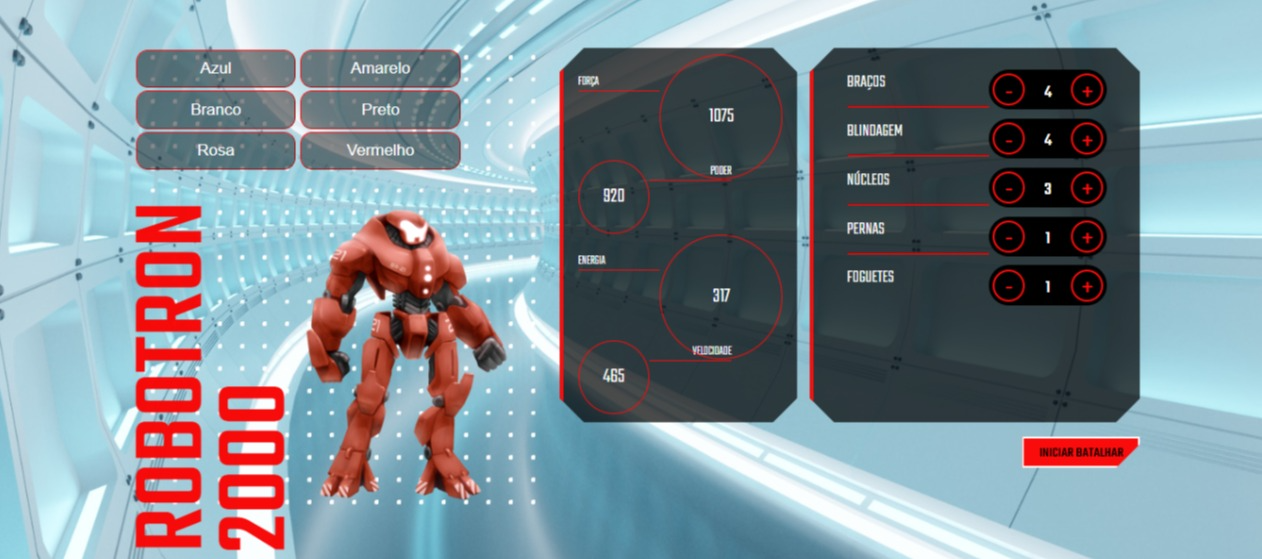 Azul
Amarelo
Branco
Preto
Rosa
Vermelho
ROBOTRON
2000
FORÇA
1075
PODER
920
ENERGIA
317
VELOCIDADE
465
BRAÇOS
- 4 +
BLINDAGEM
- 4 +
NÚCLEOS
- 3 +
PERNAS
- 1 +
FOGUETES
- 1 +
INICIAR BATALHAR